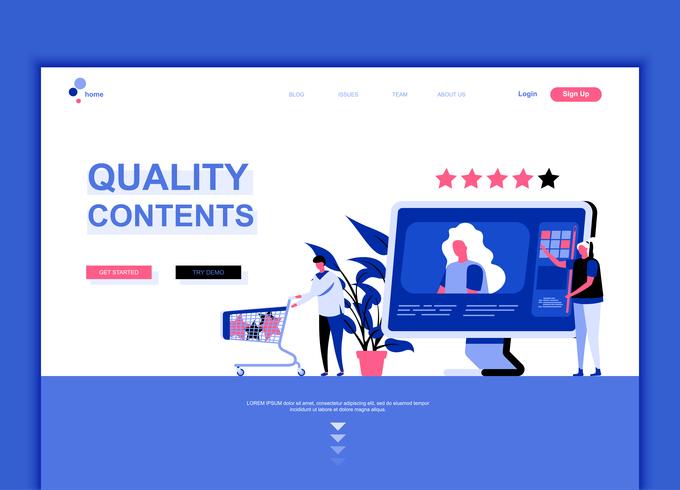 home
BLOG ISSUES TEAM ABOUT US
Login
Sign Up
QUALITY
CONTENTS
GET STARTED
TRY DEMO
LOREM IPSUM dolor sit amet, consectetur adipiscing elit, sed do eiusmod tempor
incididunt ut labore et dolore magna aliqua.